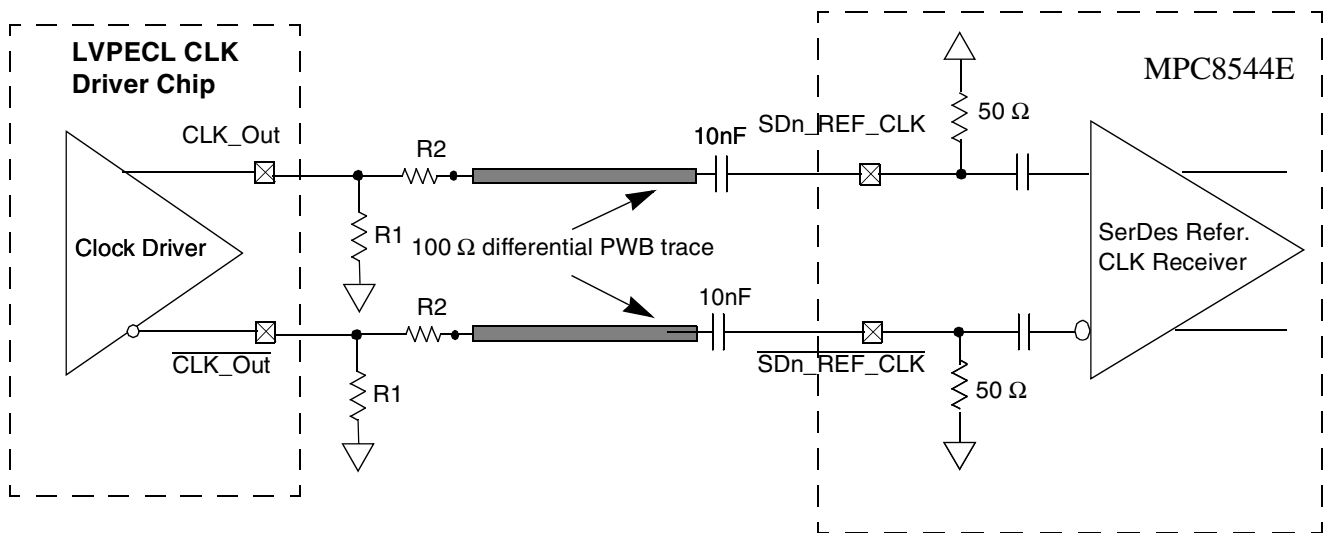 LVPECL CLK
Driver Chip
MPC8544E
CLK_Out
SDn_REF_CLK
50 Ω
10nF
R2
R1
100 Ω differential PWB trace
Clock Driver
SerDes Refer.
CLK Receiver
10nF
R2
CLK_Out
SDn_REF_CLK
R1
50 Ω